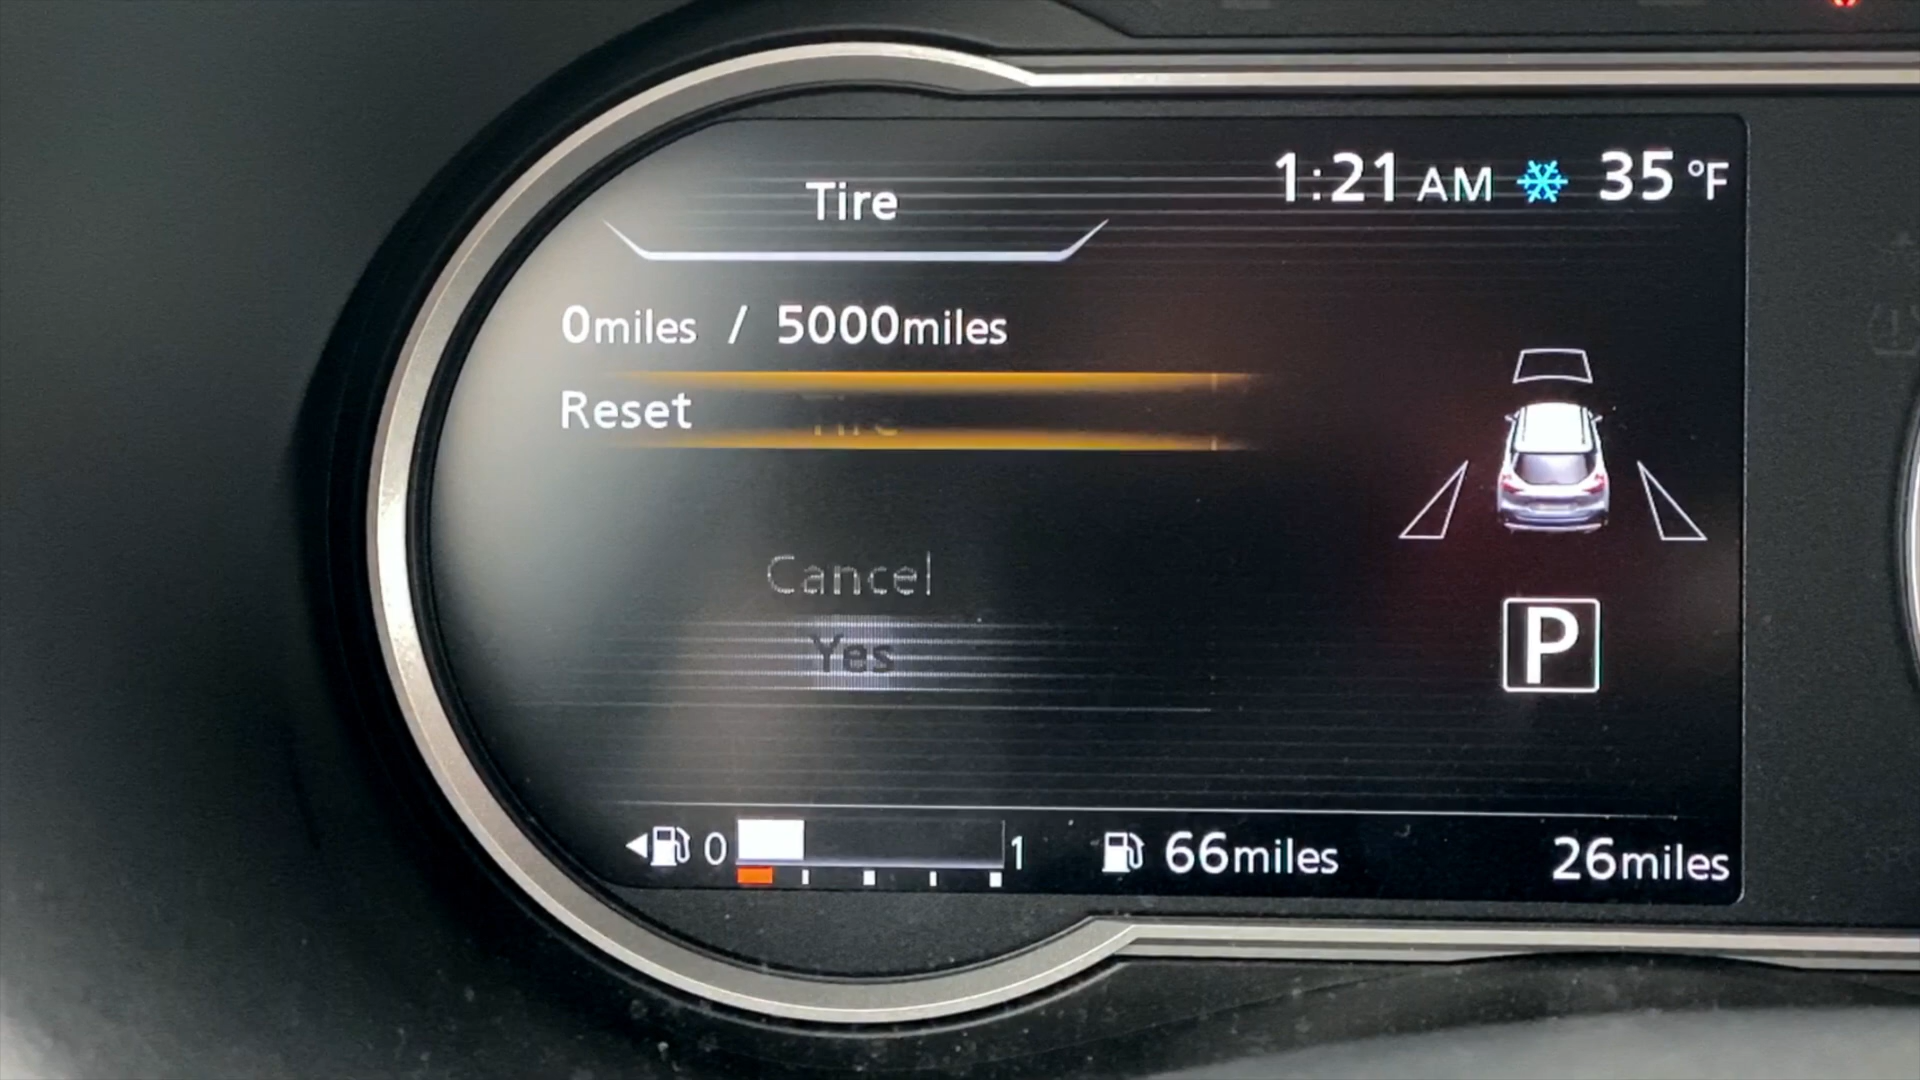 Tire
1:21 AM 35 °F
0miles / 5000miles
Reset
Tire
Cancel
Yes
P
0 1 66miles 26miles